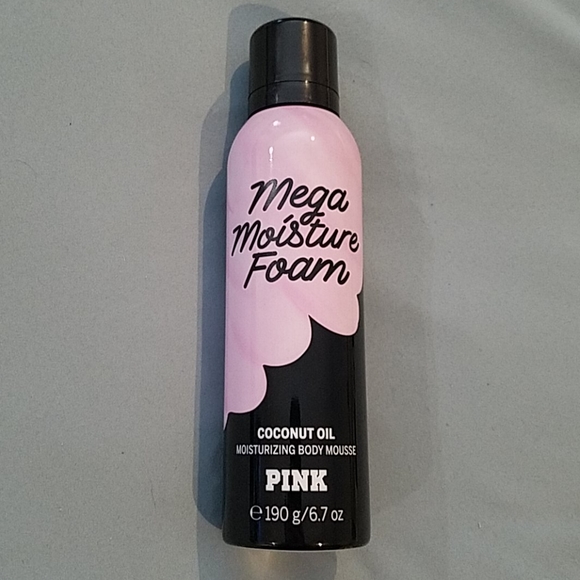 Mega
Moisture
Foam
COCONUT OIL
MOISTURIZING BODY MOUSSE
PINK
℮ 190 g/6.7 oz